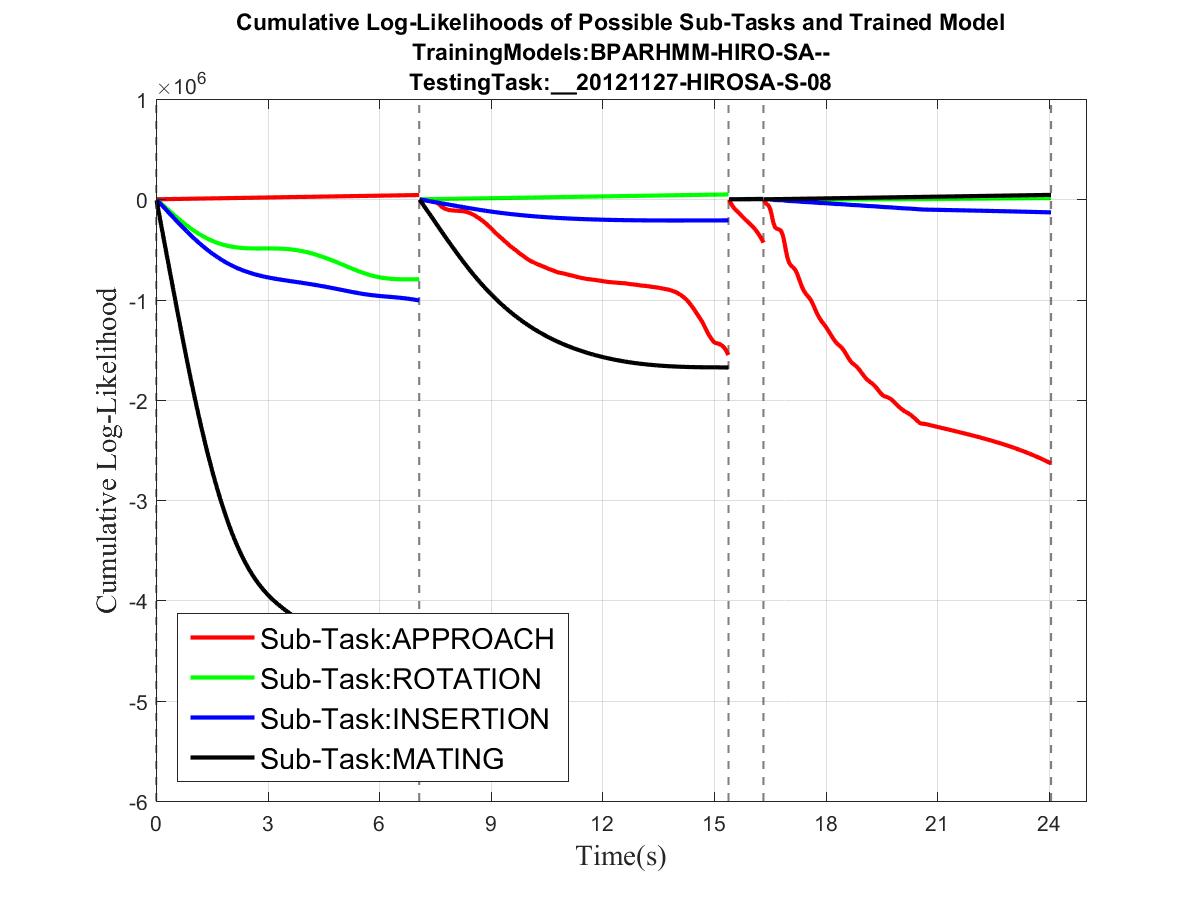 Cumulative Log-Likelihoods of Possible Sub-Tasks and Trained Model
TrainingModels:BPARHMM-HIRO-SA--
TestingTask:__20121127-HIROSA-S-08
×10^6
1
0
-1
-2
-3
-4
-5
-6
Cumulative Log-Likelihood
Sub-Task:APPROACH
Sub-Task:ROTATION
Sub-Task:INSERTION
Sub-Task:MATING
0 3 6 9 12 15 18 21 24
Time(s)